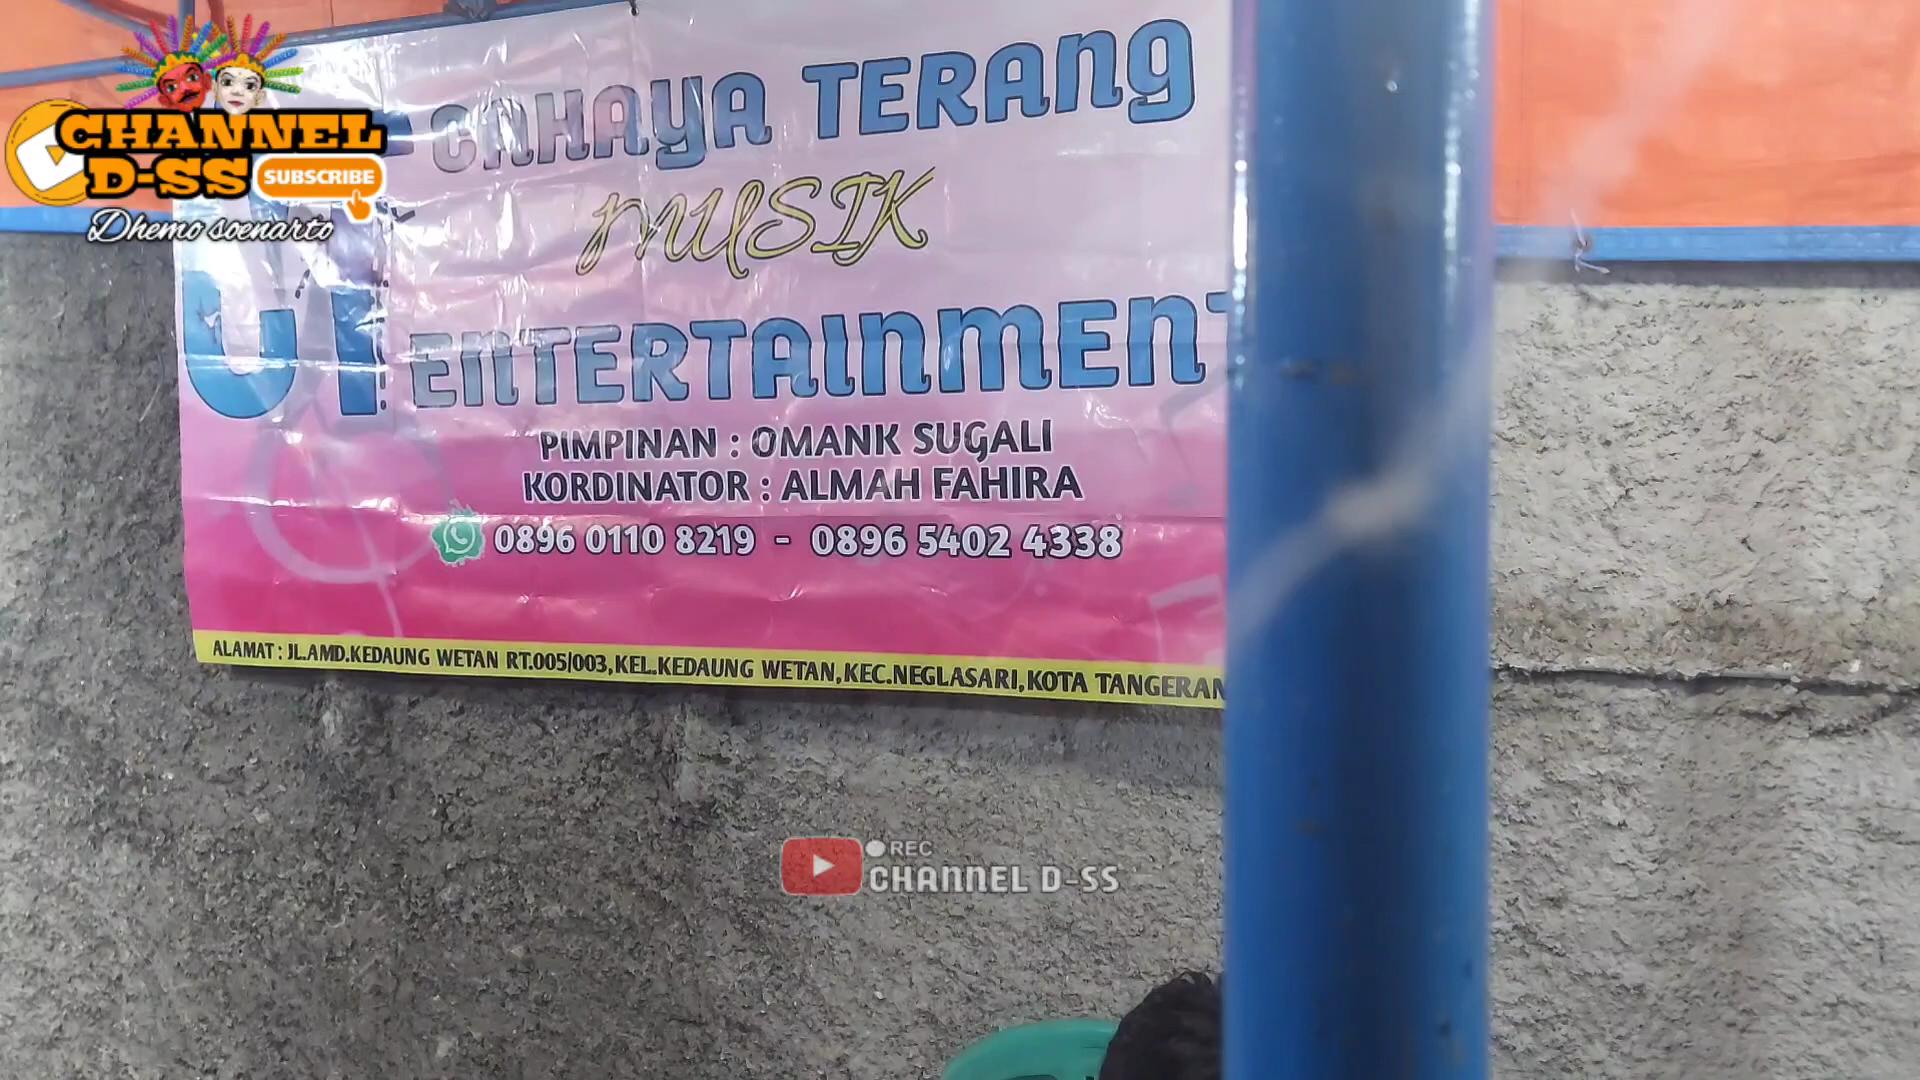 CHANNEL
D-SS
SUBSCRIBE
Dhemo soenarto
CAHAYA TERANG
MUSIK
CT
ENTERTAINMENT
PIMPINAN : OMANK SUGALI
KORDINATOR : ALMAH FAHIRA
0896 0110 8219 - 0896 5402 4338
ALAMAT : JL.AMD.KEDAUNG WETAN RT.005/003,KEL.KEDAUNG WETAN,KEC.NEGLASARI,KOTA TANGERAN
REC
CHANNEL D-SS